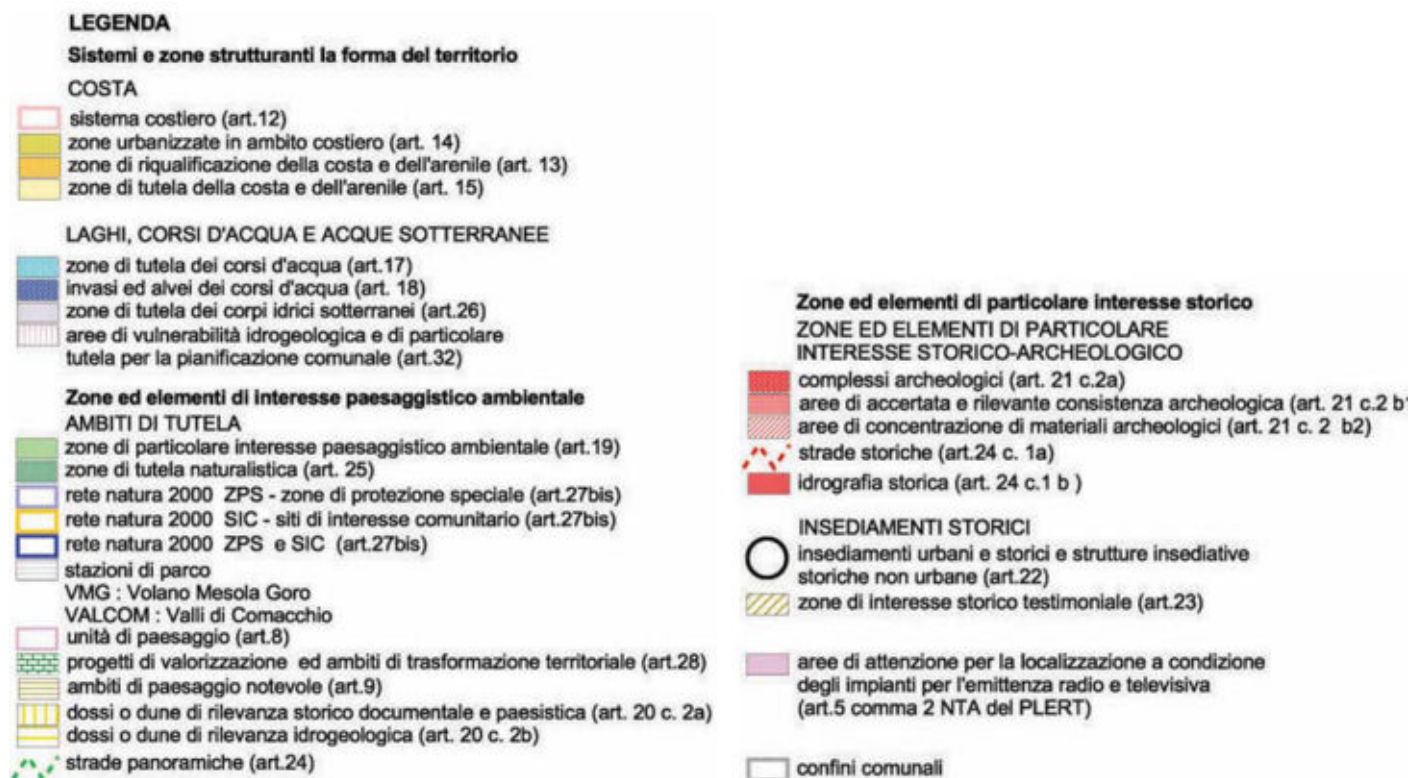 LEGENDA
Sistemi e zone strutturanti la forma del territorio
COSTA
sistema costiero (art.12)
zone urbanizzate in ambito costiero (art. 14)
zone di riqualificazione della costa e dell'arenile (art. 13)
zone di tutela della costa e dell'arenile (art. 15)
LAGHI, CORSI D'ACQUA E ACQUE SOTTERRANEE
zone di tutela dei corsi d'acqua (art.17)
invasi ed alvei dei corsi d'acqua (art. 18)
zone di tutela dei corpi idrici sotterranei (art.26)
aree di vulnerabilità idrogeologica e di particolare
tutela per la pianificazione comunale (art.32)
Zone ed elementi di interesse paesaggistico ambientale
AMBITI DI TUTELA
zone di particolare interesse paesaggistico ambientale (art.19)
zone di tutela naturalistica (art. 25)
rete natura 2000 ZPS - zone di protezione speciale (art.27bis)
rete natura 2000 SIC - siti di interesse comunitario (art.27bis)
rete natura 2000 ZPS e SIC (art.27bis)
stazioni di parco
VMG : Volano Mesola Goro
VALCOM : Valli di Comacchio
unità di paesaggio (art.8)
progetti di valorizzazione ed ambiti di trasformazione territoriale (art.28)
ambiti di paesaggio notevole (art.9)
dossi o dune di rilevanza storico documentale e paesistica (art. 20 c. 2a)
dossi o dune di rilevanza idrogeologica (art. 20 c. 2b)
strade panoramiche (art.24)
Zone ed elementi di particolare interesse storico
ZONE ED ELEMENTI DI PARTICOLARE
INTERESSE STORICO-ARCHEOLOGICO
complessi archeologici (art. 21 c.2a)
aree di accertata e rilevante consistenza archeologica (art. 21 c.2 b1
aree di concentrazione di materiali archeologici (art. 21 c. 2 b2)
strade storiche (art.24 c. 1a)
idrografia storica (art. 24 c.1 b )
INSEDIAMENTI STORICI
insediamenti urbani e storici e strutture insediative
storiche non urbane (art.22)
zone di interesse storico testimoniale (art.23)
aree di attenzione per la localizzazione a condizione
degli impianti per l'emittenza radio e televisiva
(art.5 comma 2 NTA del PLERT)
confini comunali